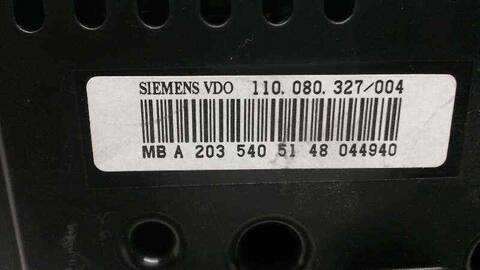 SIEMENS VDO 110.080.327/004
MB A 203 540 51 48 044940